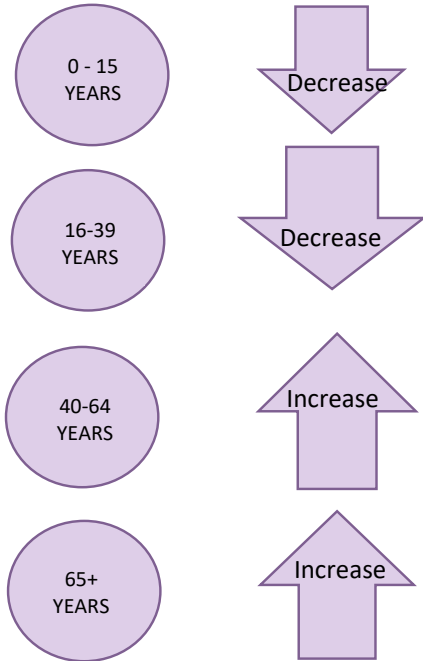 0 - 15
YEARS
Decrease
16-39
YEARS
Decrease
40-64
YEARS
Increase
65+
YEARS
Increase